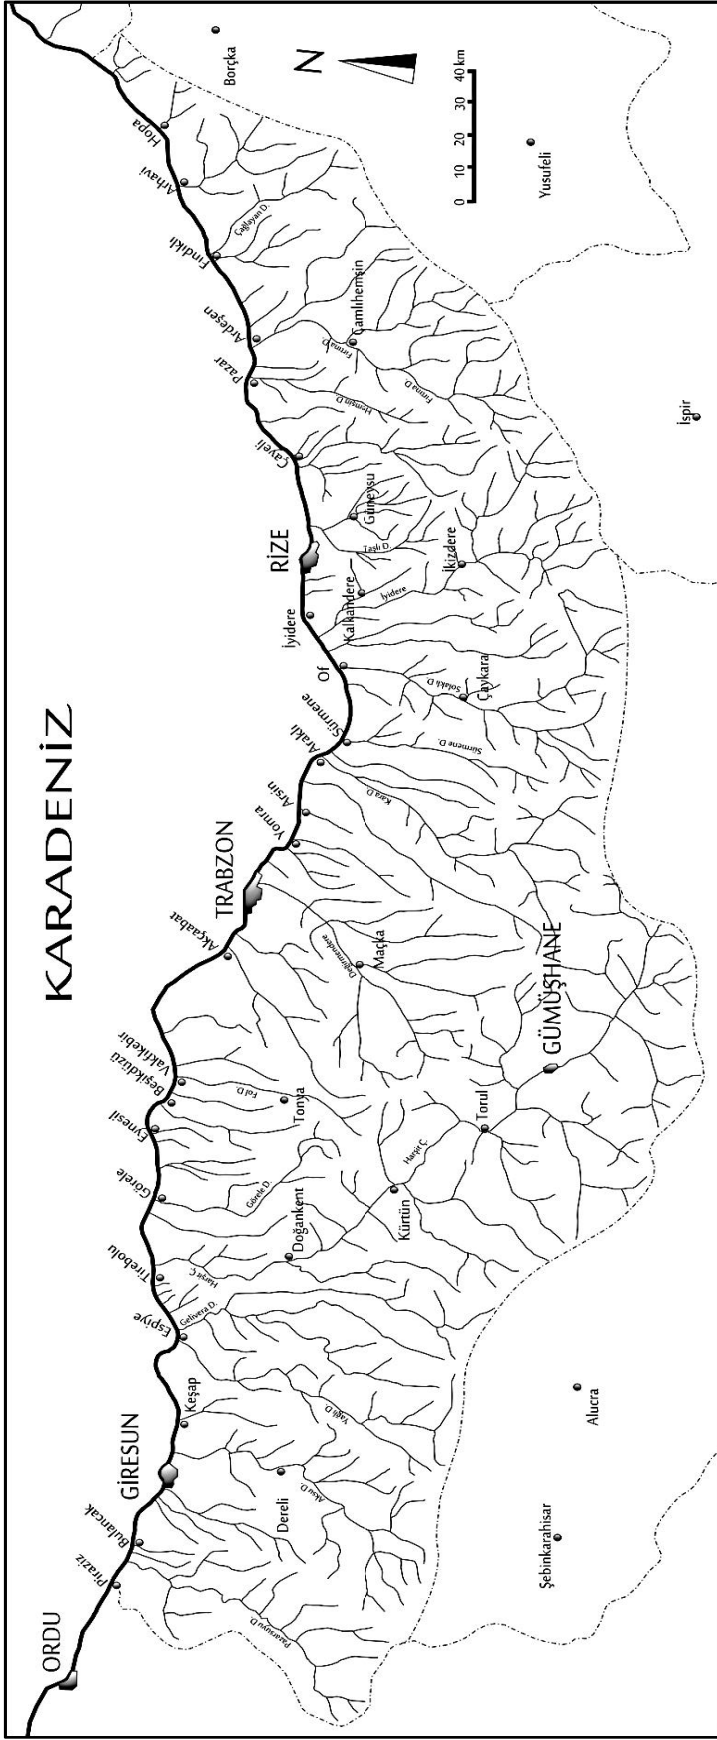 KARADENİZ
ORDU
Piraziz
Bulancak
GİRESUN
Keşap
Espiye
Tirebolu
Görele
Eynesil
Beşikdüzü
Vakfıkebir
Akçaabat
TRABZON
Yomra
Arsin
Araklı
Sürmene
Of
İyidere
RİZE
Çayeli
Pazar
Ardeşen
Fındıklı
Arhavi
Hopa
Borçka
N
0 10 20 30 40 km
Pazarsuyu D.
Dereli
Aksu D.
Yağlı D.
Gelivera D.
Harşit Ç.
Doğankent
Görele D.
Fol D.
Tonya
Kürtün
Harşit Ç.
Torul
GÜMÜŞHANE
Değirmendere
Maçka
Kara D.
Sürmene D.
Solaklı D
Çaykara
Kalkandere
İyidere
İkizdere
Taşlı D.
Güneysu
Hemşin D.
Fırtına D.
Fırtına D.
Çamlıhemşin
Çağlayan D.
Şebinkarahisar
Alucra
İspir
Yusufeli